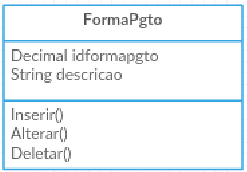 FormaPgto
Decimal idformapgto
String descricao
Inserir()
Alterar()
Deletar()